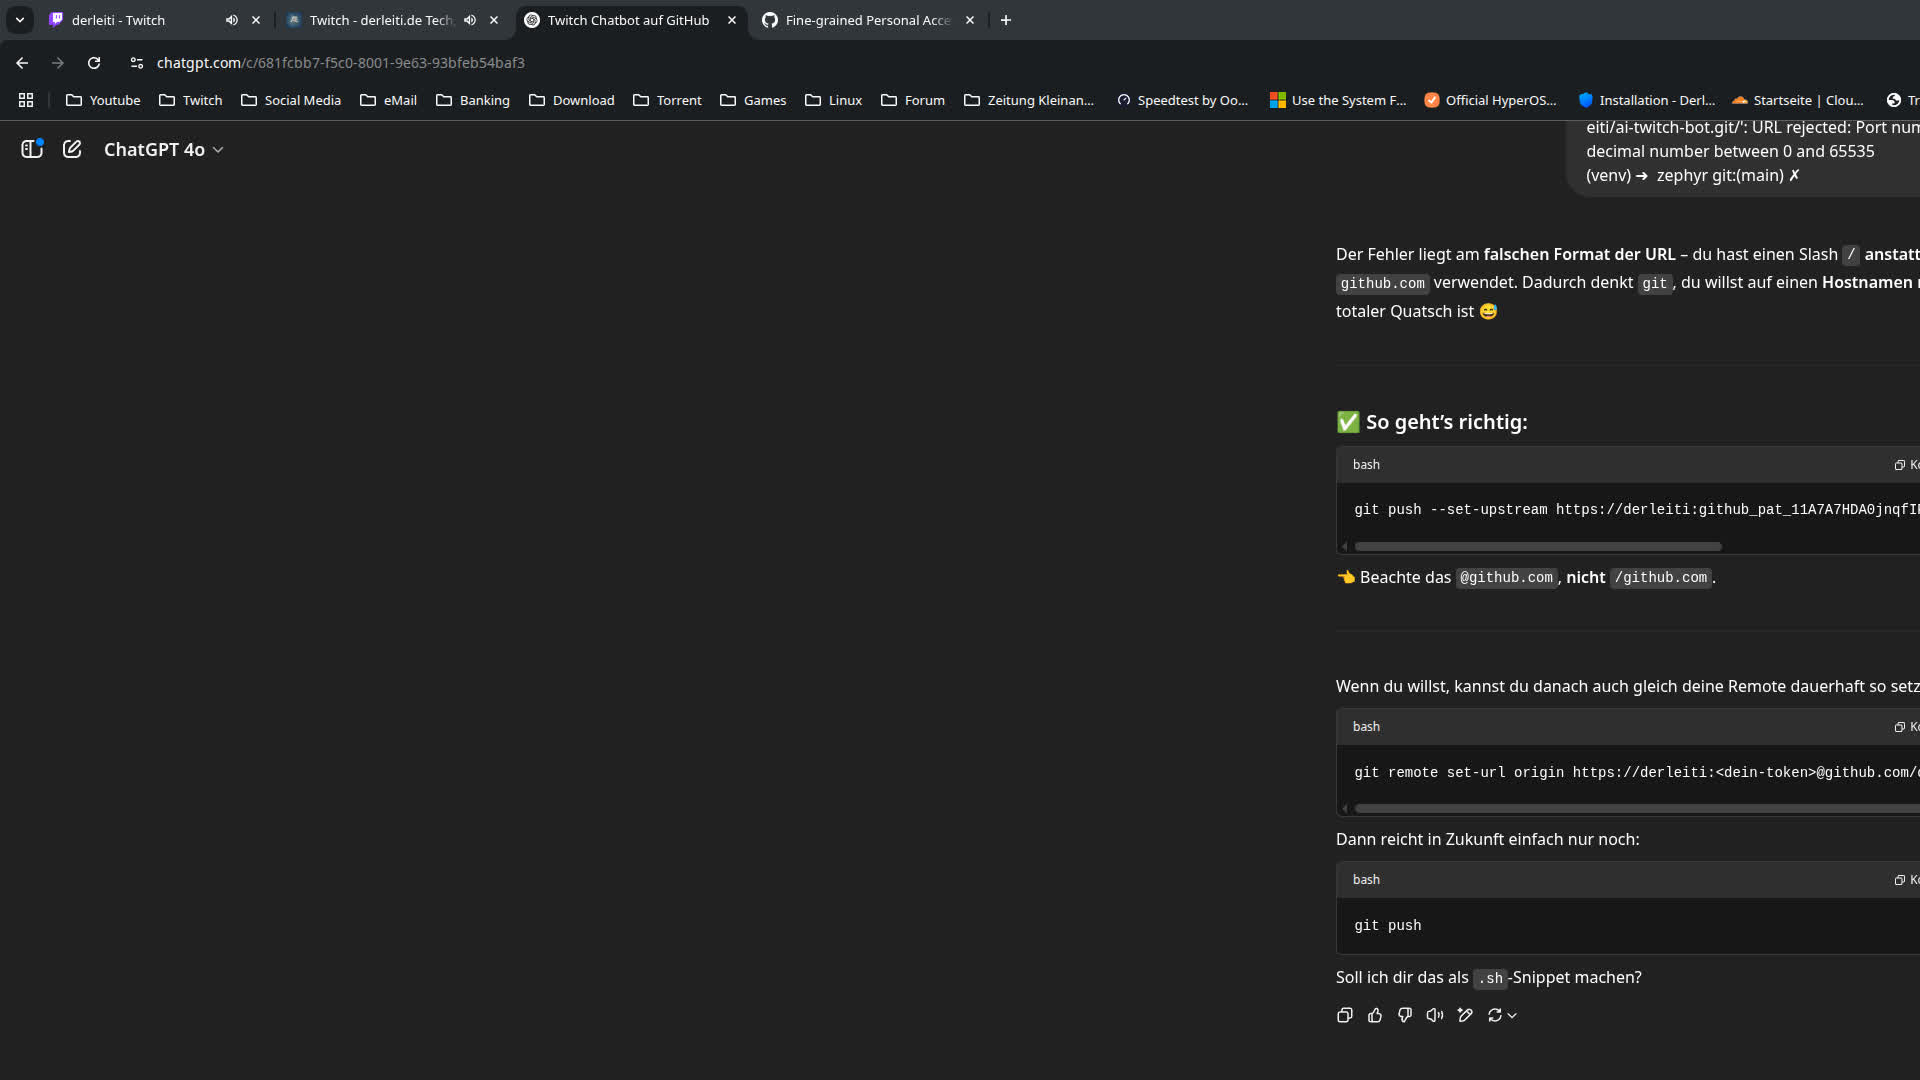 derleiti - Twitch
Twitch - derleiti.de Tech
Twitch Chatbot auf GitHub
Fine-grained Personal Acce
chatgpt.com/c/681fcbb7-f5c0-8001-9e63-93bfeb54baf3
Youtube Twitch Social Media eMail Banking Download Torrent Games Linux Forum Zeitung Kleinan... Speedtest by Oo... Use the System F... Official HyperOS... Installation - Derl... Startseite | Clou... Tr
eiti/ai-twitch-bot.git/': URL rejected: Port num
ChatGPT 4o
decimal number between 0 and 65535
(venv) ➜ zephyr git:(main) ✗
Der Fehler liegt am falschen Format der URL – du hast einen Slash / anstatt
github.com verwendet. Dadurch denkt git, du willst auf einen Hostnamen
totaler Quatsch ist 😅
✅ So geht’s richtig:
bash
Ko
git push --set-upstream https://derleiti:github_pat_11A7A7HDA0jnqfI
👈 Beachte das @github.com, nicht /github.com.
Wenn du willst, kannst du danach auch gleich deine Remote dauerhaft so setz
bash
Ko
git remote set-url origin https://derleiti:<dein-token>@github.com/
Dann reicht in Zukunft einfach nur noch:
bash
Ko
git push
Soll ich dir das als .sh-Snippet machen?